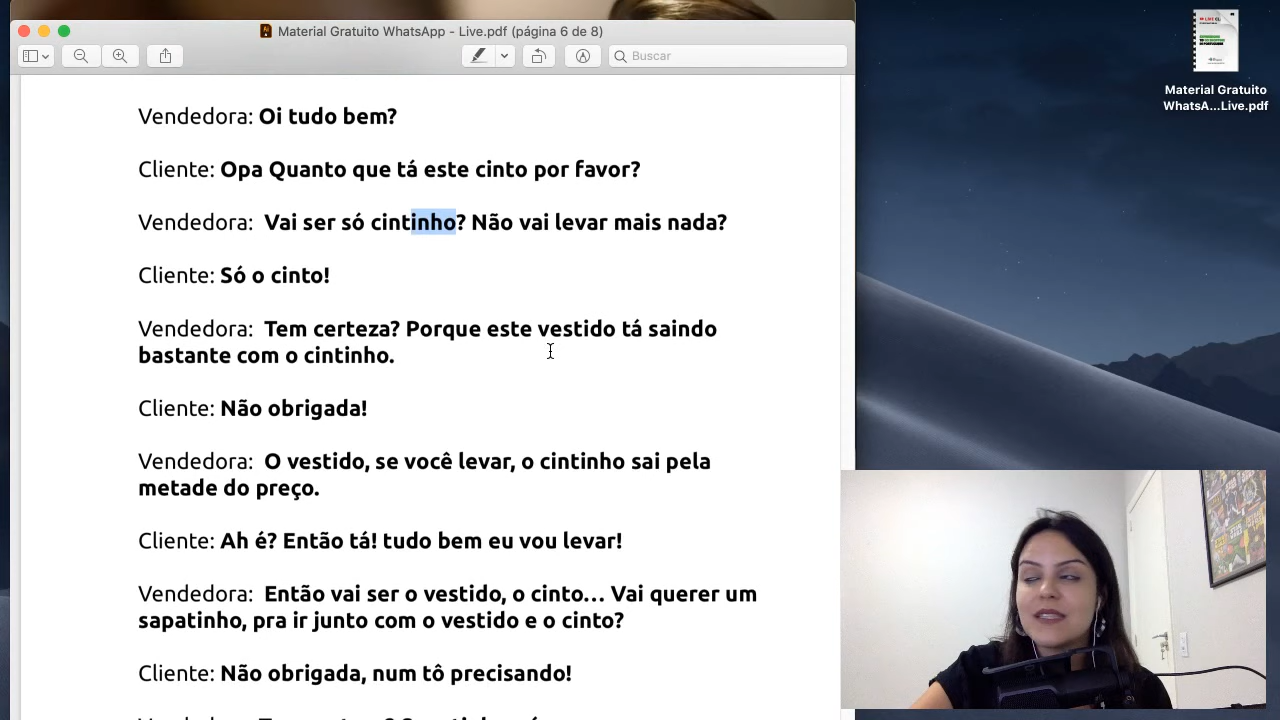 Material Gratuito WhatsApp - Live.pdf (página 6 de 8)
Buscar
Vendedora: Oi tudo bem?
Cliente: Opa Quanto que tá este cinto por favor?
Vendedora: Vai ser só cintinho? Não vai levar mais nada?
Cliente: Só o cinto!
Vendedora: Tem certeza? Porque este vestido tá saindo
bastante com o cintinho.
Cliente: Não obrigada!
Vendedora: O vestido, se você levar, o cintinho sai pela
metade do preço.
Cliente: Ah é? Então tá! tudo bem eu vou levar!
Vendedora: Então vai ser o vestido, o cinto... Vai querer um
sapatinho, pra ir junto com o vestido e o cinto?
Cliente: Não obrigada, num tô precisando!
Material Gratuito
WhatsA...Live.pdf